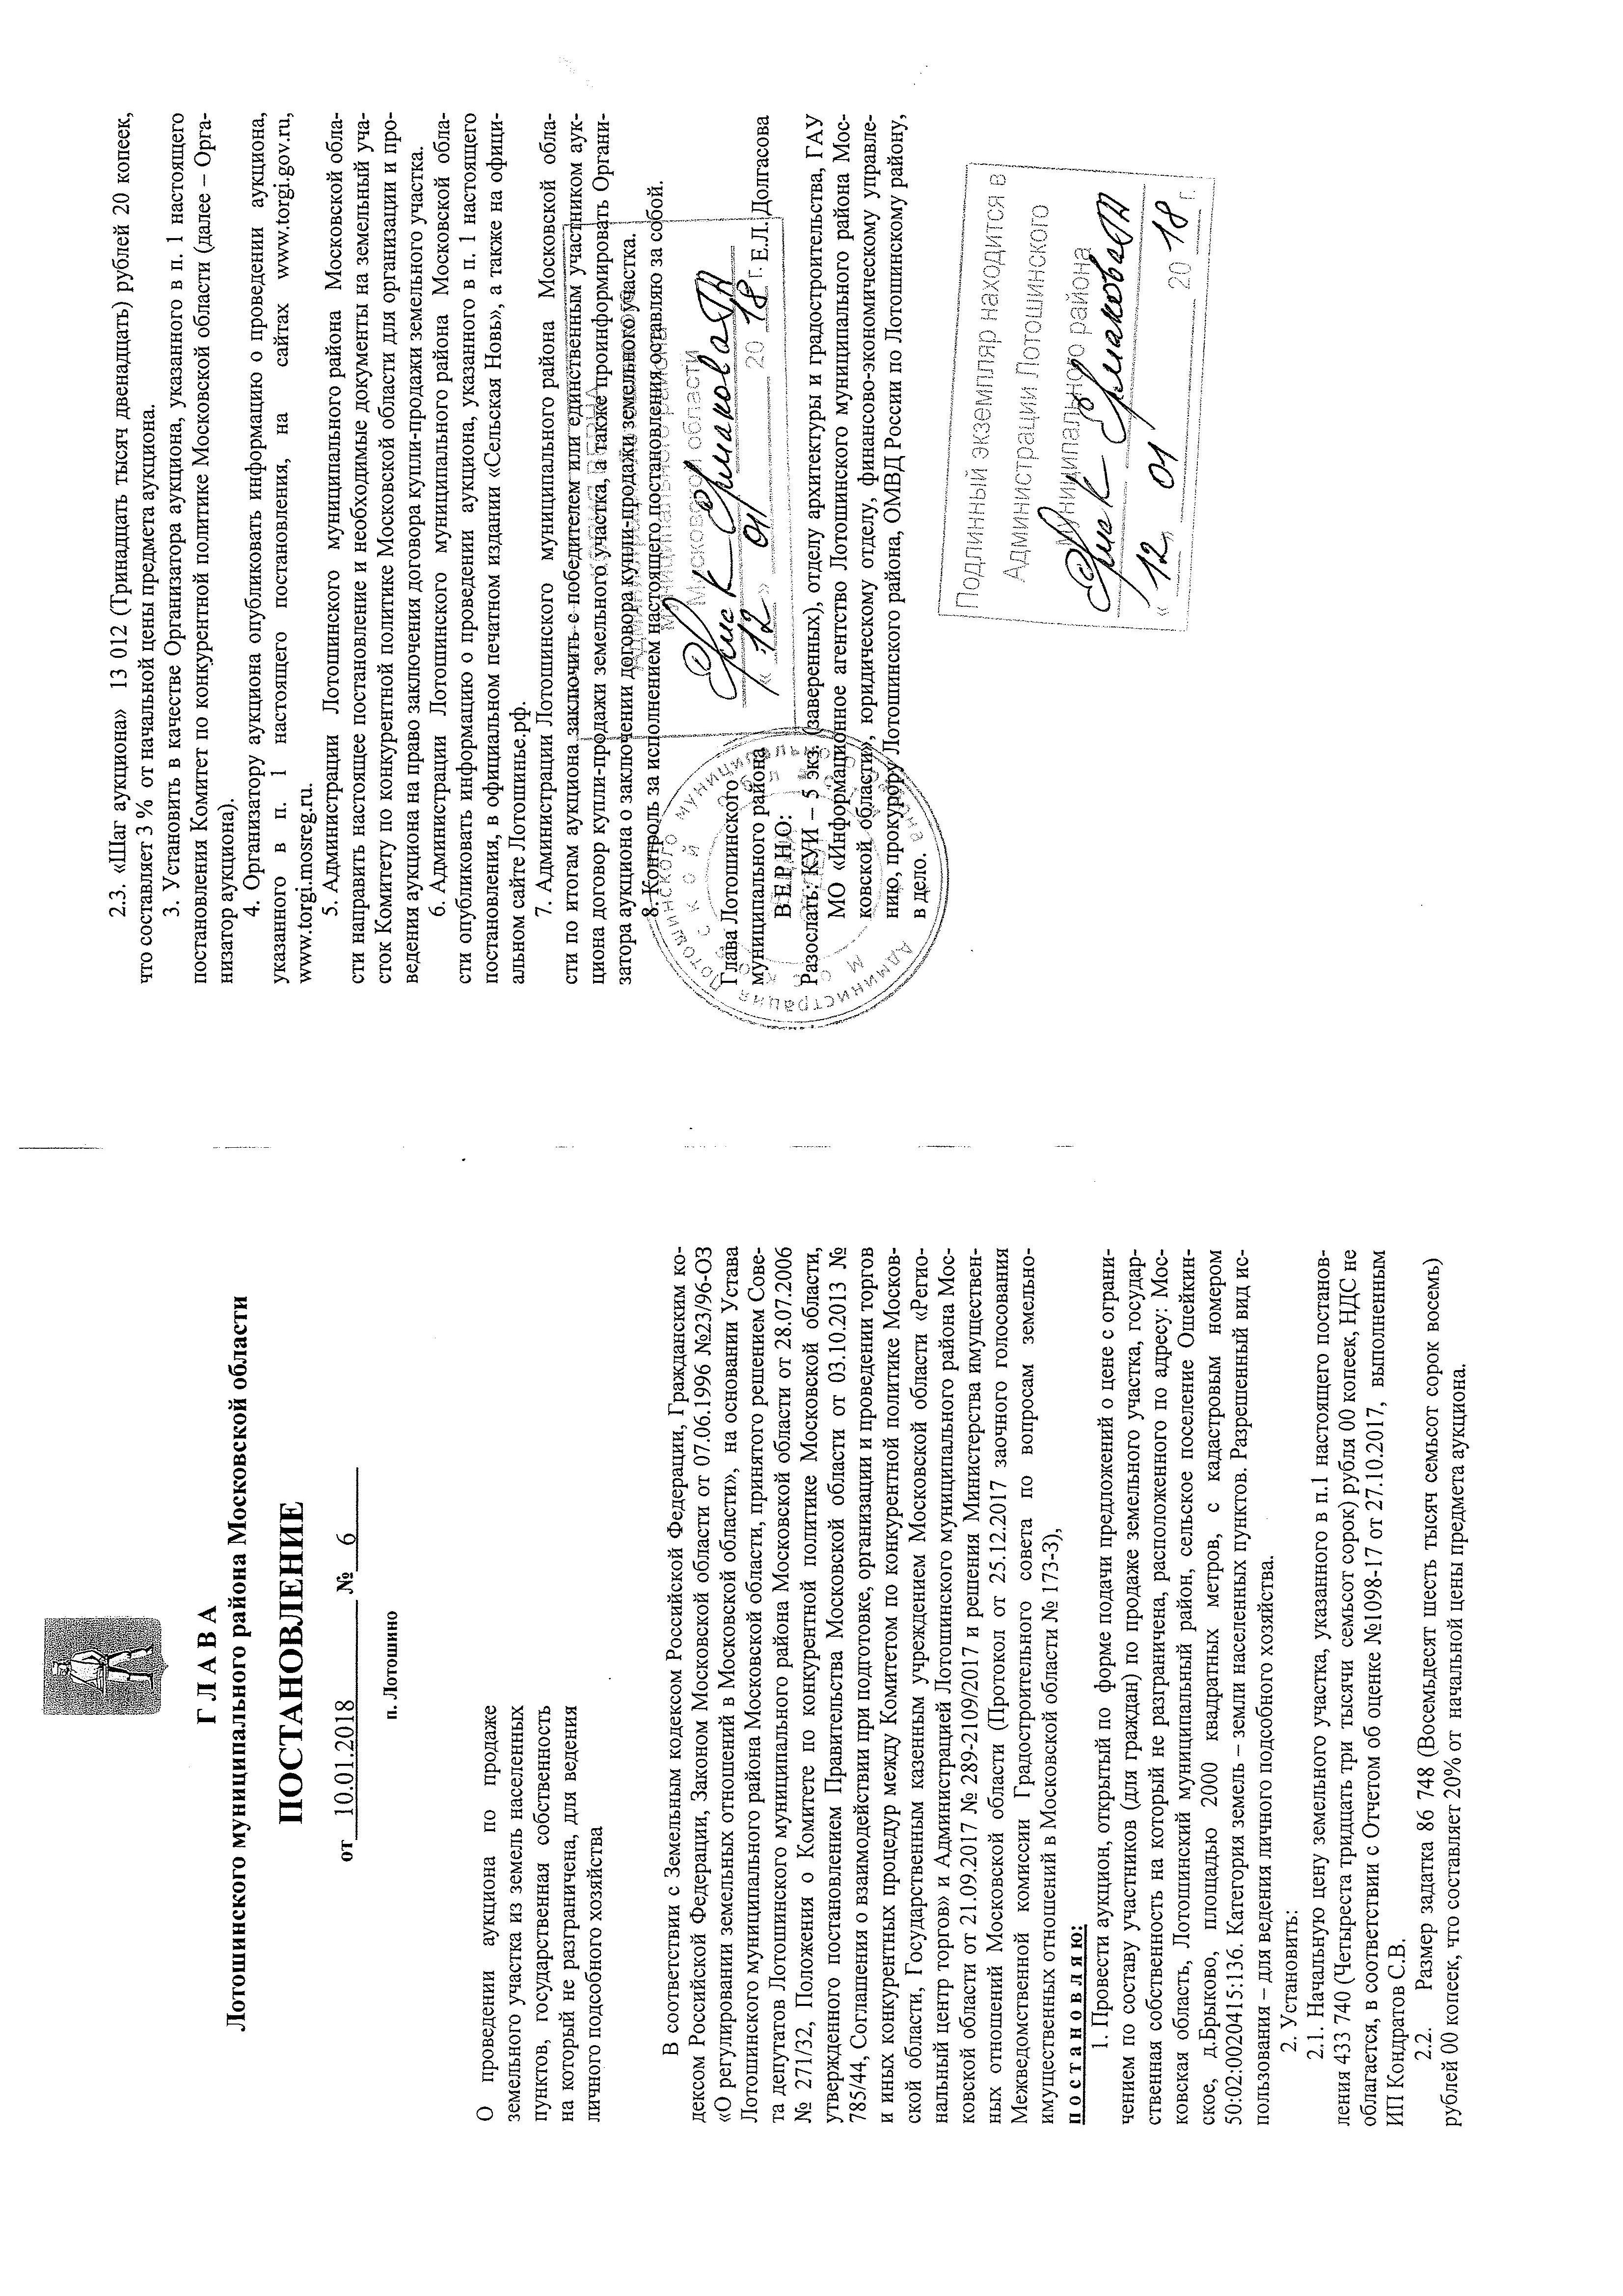 Г Л А В А
Лотошинского муниципального района Московской области
ПОСТАНОВЛЕНИЕ
от 10.01.2018 № 6
п. Лотошино
О проведении аукциона по продаже
земельного участка из земель населенных
пунктов, государственная собственность
на который не разграничена, для ведения
личного подсобного хозяйства
В соответствии с Земельным кодексом Российской Федерации, Гражданским ко-
дексом Российской Федерации, Законом Московской области от 07.06.1996 №23/96-ОЗ
«О регулировании земельных отношений в Московской области», на основании Устава
Лотошинского муниципального района Московской области, принятого решением Сове-
та депутатов Лотошинского муниципального района Московской области от 28.07.2006
№ 271/32, Положения о Комитете по конкурентной политике Московской области,
утвержденного постановлением Правительства Московской области от 03.10.2013 №
785/44, Соглашения о взаимодействии при подготовке, организации и проведении торгов
и иных конкурентных процедур между Комитетом по конкурентной политике Москов-
ской области, Государственным казенным учреждением Московской области «Регио-
нальный центр торгов» и Администрацией Лотошинского муниципального района Мос-
ковской области от 21.09.2017 № 289-2109/2017 и решения Министерства имуществен-
ных отношений Московской области (Протокол от 25.12.2017 заочного голосования
Межведомственной комиссии Градостроительного совета по вопросам земельно-
имущественных отношений в Московской области № 173-З),
п о с т а н о в л я ю:
1. Провести аукцион, открытый по форме подачи предложений о цене с ограни-
чением по составу участников (для граждан) по продаже земельного участка, государ-
ственная собственность на который не разграничена, расположенного по адресу: Мос-
ковская область, Лотошинский муниципальный район, сельское поселение Ошейкин-
ское, д.Брыково, площадью 2000 квадратных метров, с кадастровым номером
50:02:0020415:136. Категория земель – земли населенных пунктов. Разрешенный вид ис-
пользования – для ведения личного подсобного хозяйства.
2. Установить:
2.1. Начальную цену земельного участка, указанного в п.1 настоящего постанов-
ления 433 740 (Четыреста тридцать три тысячи семьсот сорок) рубля 00 копеек, НДС не
облагается, в соответствии с Отчетом об оценке №1098-17 от 27.10.2017, выполненным
ИП Кондратов С.В.
2.2. Размер задатка 86 748 (Восемьдесят шесть тысяч семьсот сорок восемь)
рублей 00 копеек, что составляет 20% от начальной цены предмета аукциона.
2.3. «Шаг аукциона» 13 012 (Тринадцать тысяч двенадцать) рублей 20 копеек,
что составляет 3 % от начальной цены предмета аукциона.
3. Установить в качестве Организатора аукциона, указанного в п. 1 настоящего
постановления Комитет по конкурентной политике Московской области (далее – Орга-
низатор аукциона).
4. Организатору аукциона опубликовать информацию о проведении аукциона,
указанного в п. 1 настоящего постановления, на сайтах www.torgi.gov.ru,
www.torgi.mosreg.ru.
5. Администрации Лотошинского муниципального района Московской обла-
сти направить настоящее постановление и необходимые документы на земельный уча-
сток Комитету по конкурентной политике Московской области для организации и про-
ведения аукциона на право заключения договора купли-продажи земельного участка.
6. Администрации Лотошинского муниципального района Московской обла-
сти опубликовать информацию о проведении аукциона, указанного в п. 1 настоящего
постановления, в официальном печатном издании «Сельская Новь», а также на офици-
альном сайте Лотошинье.рф.
7. Администрации Лотошинского муниципального района Московской обла-
сти по итогам аукциона заключить с победителем или единственным участником аук-
циона договор купли-продажи земельного участка, а также проинформировать Органи-
затора аукциона о заключении договора купли-продажи земельного участка.
8. Контроль за исполнением настоящего постановления оставляю за собой.
муниципального района
Московской области
Глава Лотошинского
муниципального района Е.Л. Долгасова
« 12 » 01 20 18 г.
В Е Р Н О:
Разослать: КУИ – 5 экз. (заверенных), отделу архитектуры и градостроительства, ГАУ
МО «Информационное агентство Лотошинского муниципального района Мос-
ковской области», юридическому отделу, финансово-экономическому управле-
нию, прокурору Лотошинского района, ОМВД России по Лотошинскому району,
в дело.
Администрация Лотошинского муниципального
Подлинный экземпляр находится в
Администрации Лотошинского
муниципального района
Ермакова
« 12 » 01 20 18 г.